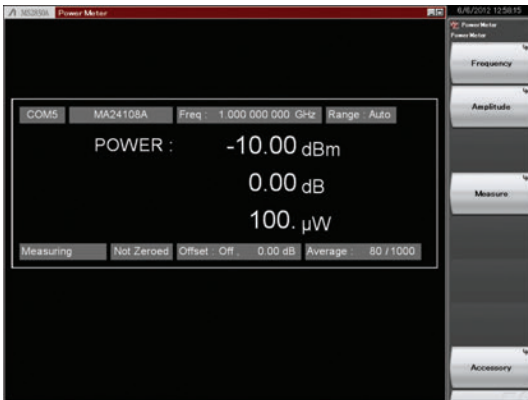 MS2850A Power Meter
6/6/2012 12:58:15
Power Meter
Power Meter
Frequency
Amplitude
COM5 MA24108A Freq : 1.000 000 000 GHz Range : Auto
POWER : -10.00 dBm
0.00 dB
100. µW
Measure
Measuring Not Zeroed Offset : Off , 0.00 dB Average : 80 / 1000
Accessory